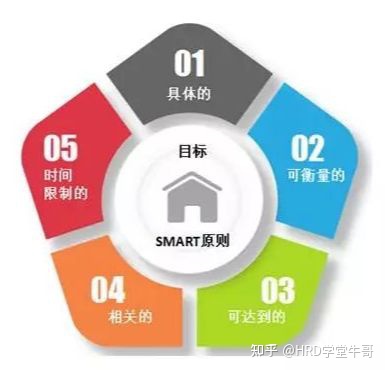 01
具体的
02
可衡量的
03
可达到的
04
相关的
05
时间
限制的
目标
SMART原则
知乎 @HRD学堂牛哥